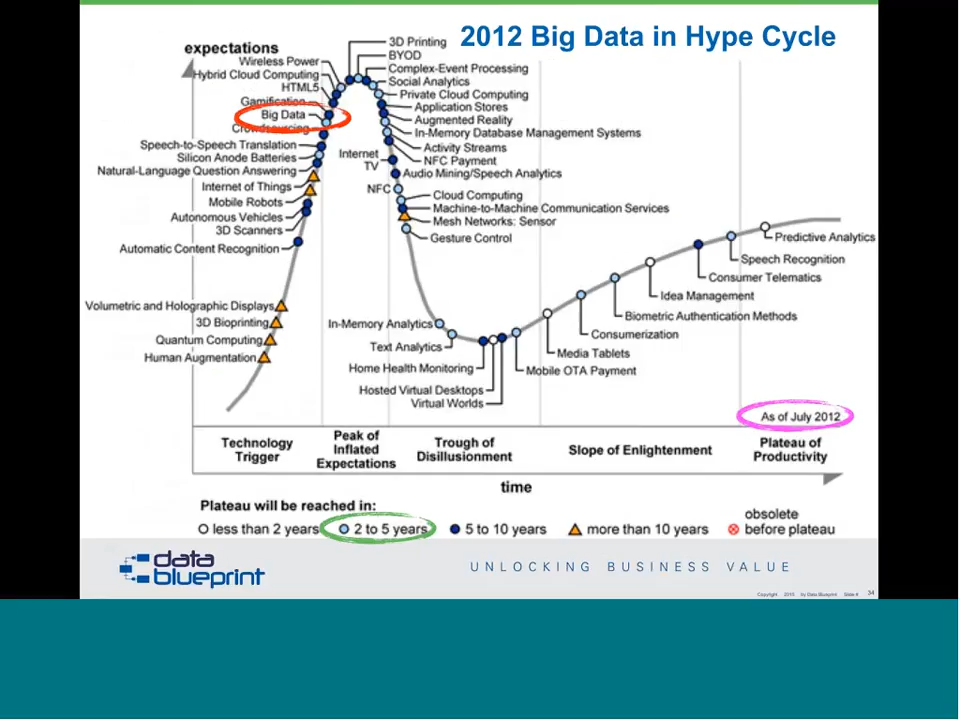 2012 Big Data in Hype Cycle
expectations
3D Printing
BYOD
Wireless Power
Complex-Event Processing
Hybrid Cloud Computing
Social Analytics
HTML5
Private Cloud Computing
Gamification
Application Stores
Big Data
Augmented Reality
Crowdsourcing
In-Memory Database Management Systems
Speech-to-Speech Translation
Activity Streams
Silicon Anode Batteries
Internet
TV
NFC Payment
Natural-Language Question Answering
Audio Mining/Speech Analytics
Internet of Things
NFC
Cloud Computing
Mobile Robots
Machine-to-Machine Communication Services
Autonomous Vehicles
Mesh Networks: Sensor
3D Scanners
Gesture Control
Automatic Content Recognition
Predictive Analytics
Speech Recognition
Consumer Telematics
Idea Management
Volumetric and Holographic Displays
Biometric Authentication Methods
3D Bioprinting
In-Memory Analytics
Consumerization
Quantum Computing
Text Analytics
Media Tablets
Human Augmentation
Home Health Monitoring
Mobile OTA Payment
Hosted Virtual Desktops
Virtual Worlds
As of July 2012
Technology
Trigger
Peak of
Inflated
Expectations
Trough of
Disillusionment
Slope of Enlightenment
Plateau of
Productivity
time
Plateau will be reached in:
less than 2 years
2 to 5 years
5 to 10 years
more than 10 years
obsolete
before plateau
data
blueprint
UNLOCKING BUSINESS VALUE
Copyright 2015 by Data Blueprint Slide # 34